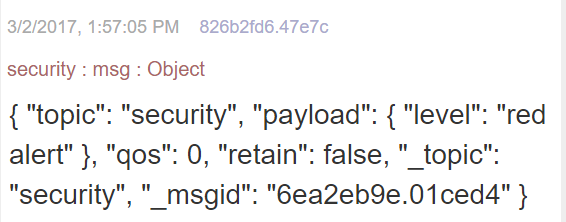 3/2/2017, 1:57:05 PM 826b2fd6.47e7c
security : msg : Object
{ "topic": "security", "payload": { "level": "red
alert" }, "qos": 0, "retain": false, "_topic":
"security", "_msgid": "6ea2eb9e.01ced4" }